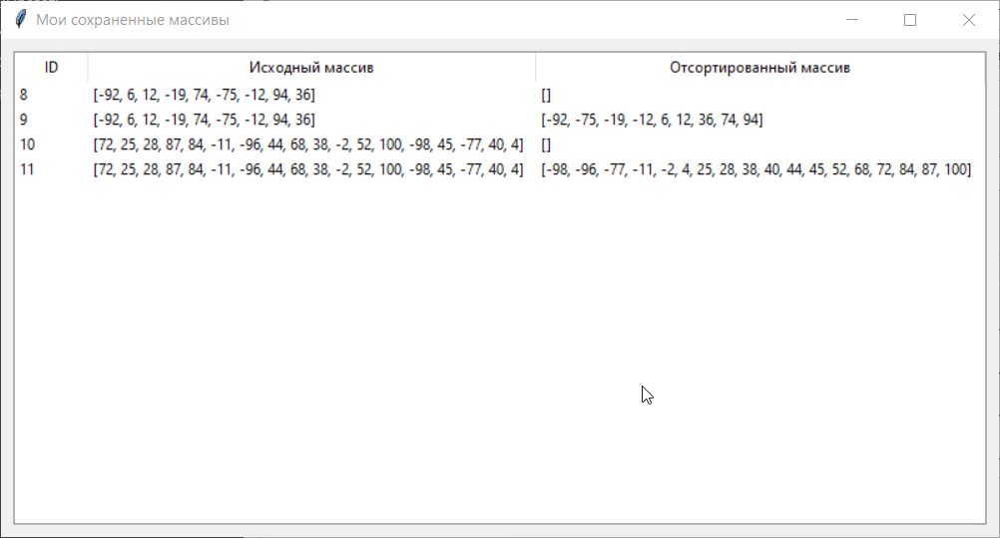 Мои сохраненные массивы
ID Исходный массив Отсортированный массив
8 [-92, 6, 12, -19, 74, -75, -12, 94, 36] []
9 [-92, 6, 12, -19, 74, -75, -12, 94, 36] [-92, -75, -19, -12, 6, 12, 36, 74, 94]
10 [72, 25, 28, 87, 84, -11, -96, 44, 68, 38, -2, 52, 100, -98, 45, -77, 40, 4] []
11 [72, 25, 28, 87, 84, -11, -96, 44, 68, 38, -2, 52, 100, -98, 45, -77, 40, 4] [-98, -96, -77, -11, -2, 4, 25, 28, 38, 40, 44, 45, 52, 68, 72, 84, 87, 100]